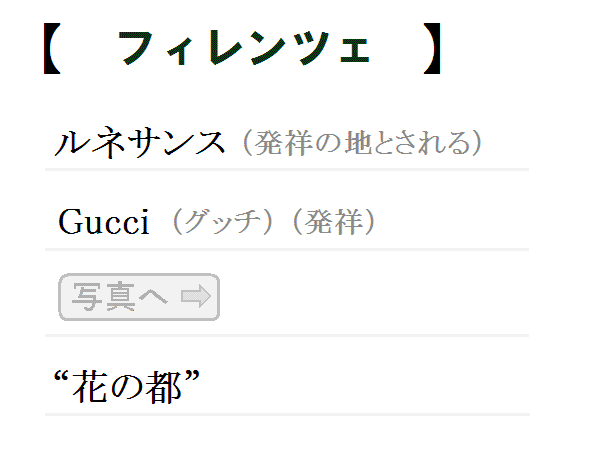 【 フィレンツェ 】
ルネサンス（発祥の地とされる）
Gucci （グッチ）（発祥）
写真へ ⇨
“花の都”